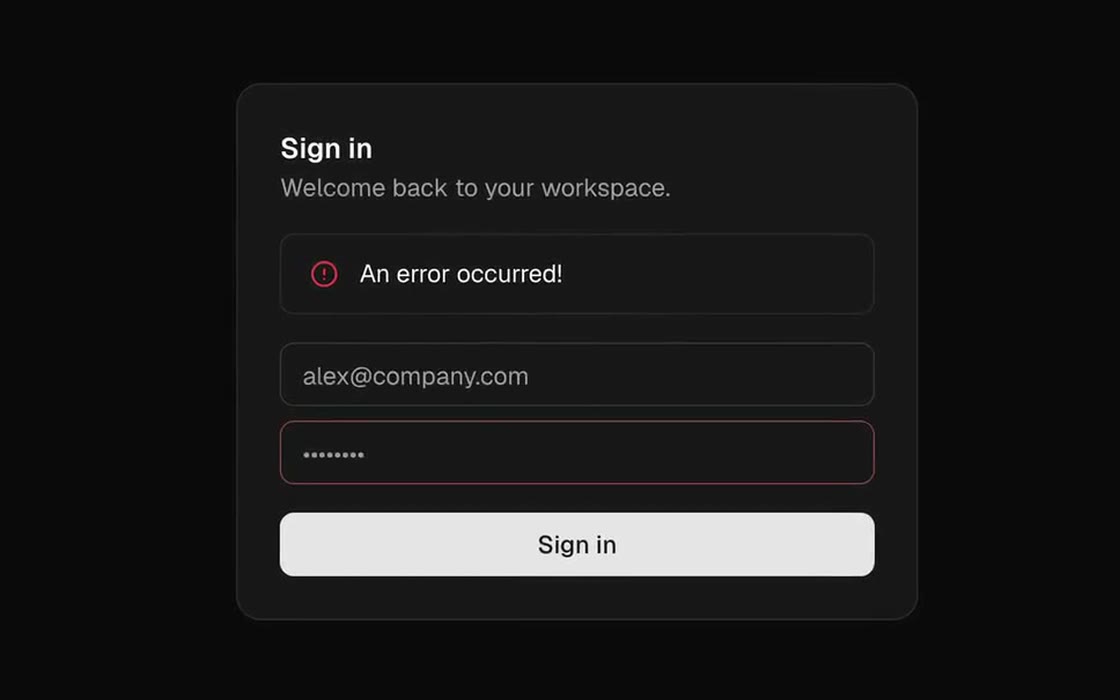 Sign in
Welcome back to your workspace.
An error occurred!
alex@company.com
••••••••
Sign in